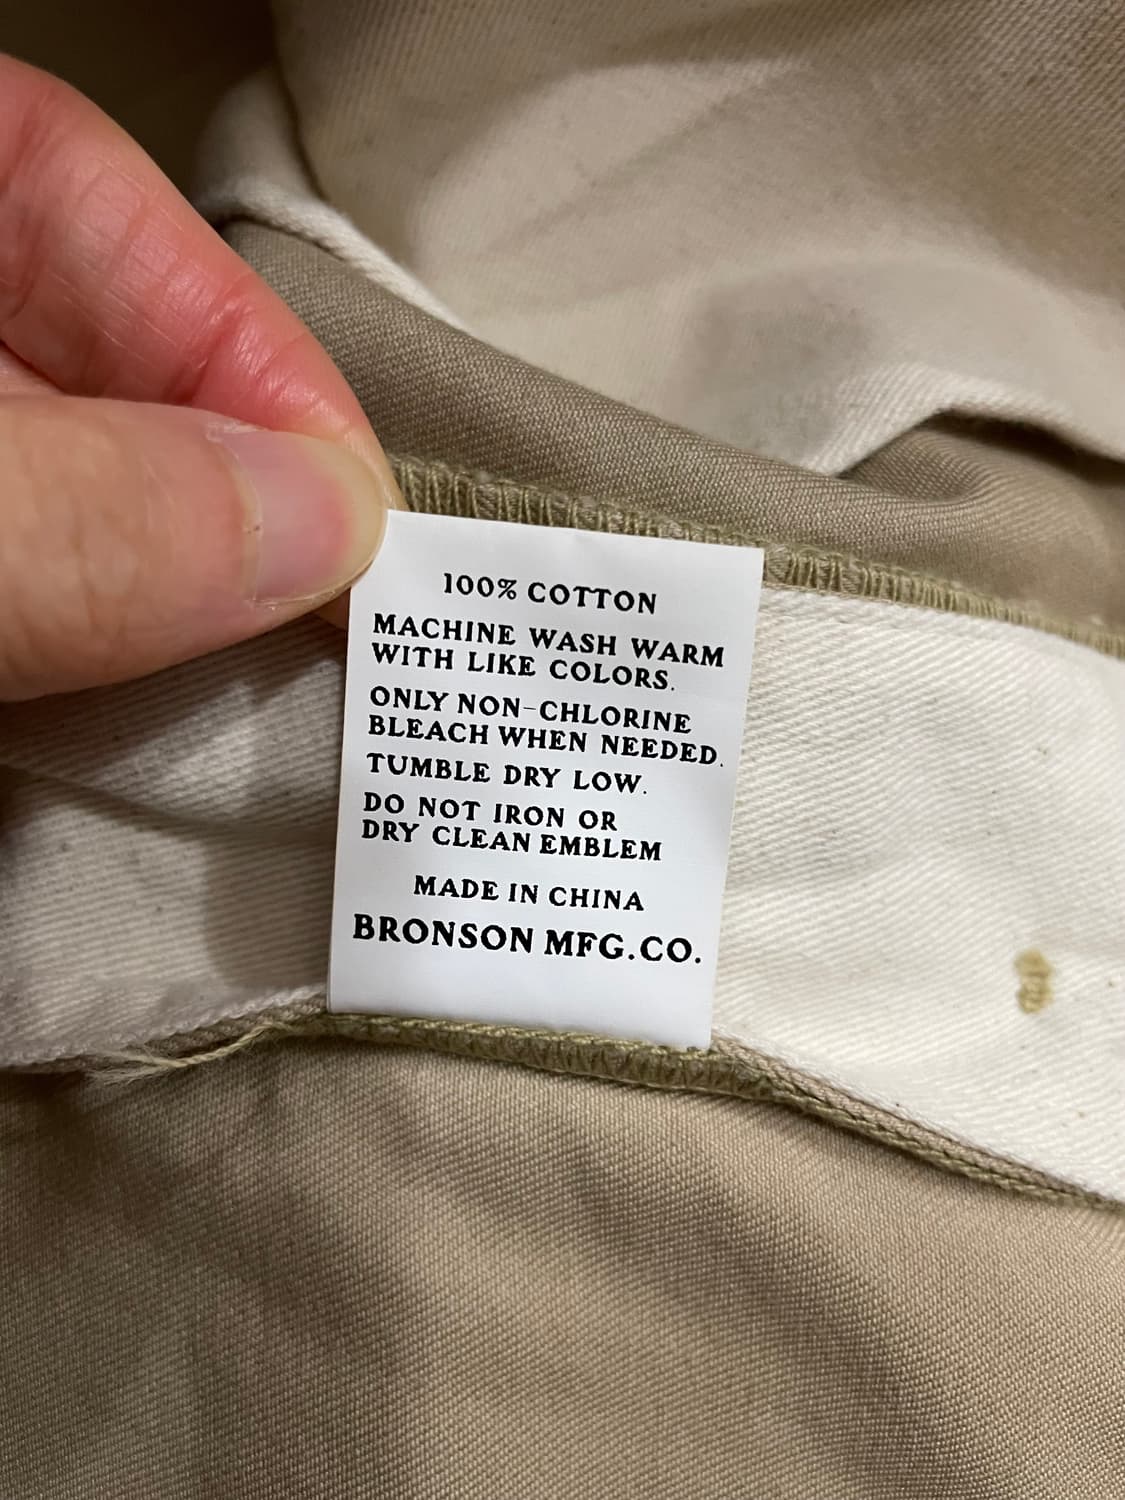 100% COTTON
MACHINE WASH WARM
WITH LIKE COLORS.
ONLY NON-CHLORINE
BLEACH WHEN NEEDED.
TUMBLE DRY LOW.
DO NOT IRON OR
DRY CLEAN EMBLEM
MADE IN CHINA
BRONSON MFG.CO.